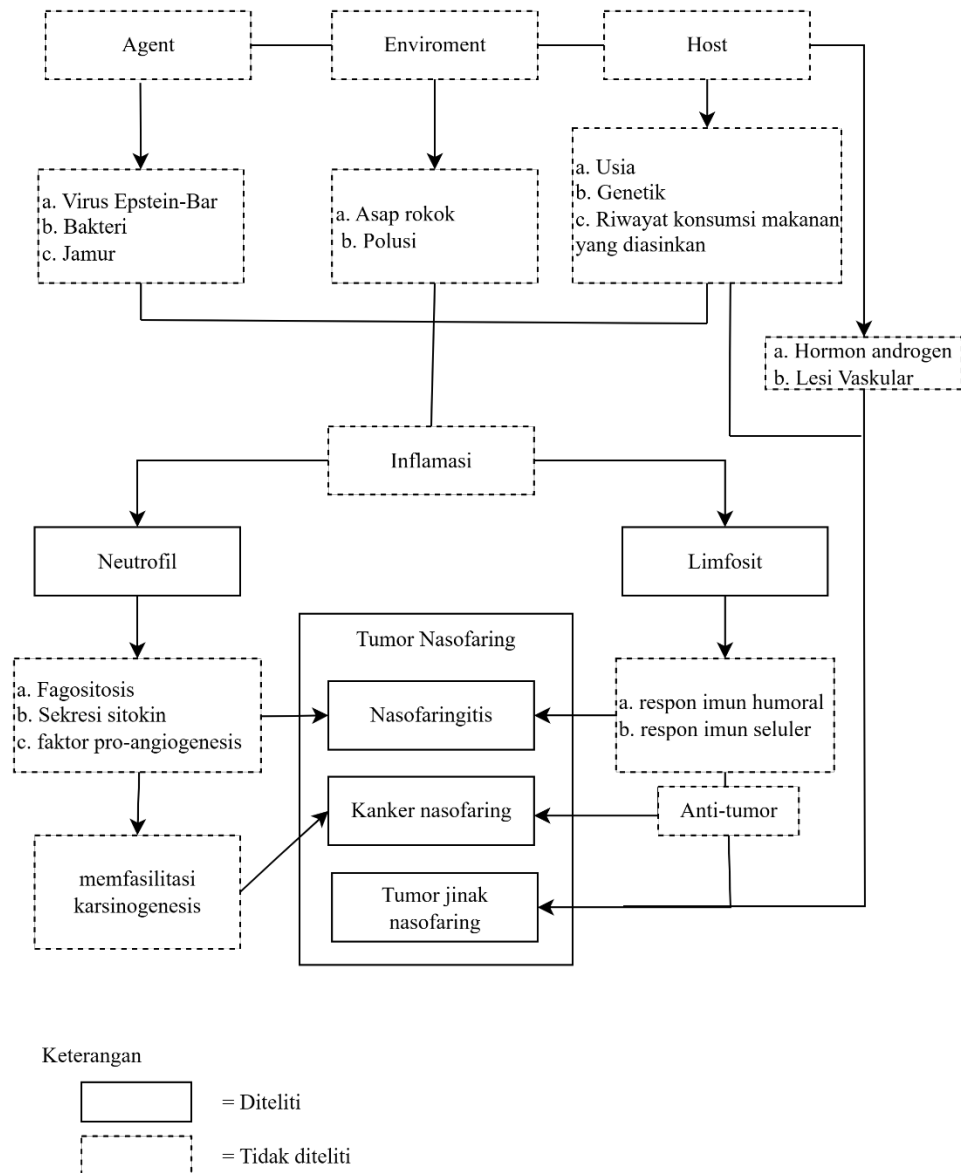 Agent
Enviroment
Host
a. Virus Epstein-Bar
b. Bakteri
c. Jamur
a. Asap rokok
b. Polusi
a. Usia
b. Genetik
c. Riwayat konsumsi makanan
yang diasinkan
a. Hormon androgen
b. Lesi Vaskular
Inflamasi
Neutrofil
Limfosit
Tumor Nasofaring
a. Fagositosis
b. Sekresi sitokin
c. faktor pro-angiogenesis
Nasofaringitis
a. respon imun humoral
b. respon imun seluler
Kanker nasofaring
Anti-tumor
memfasilitasi
karsinogenesis
Tumor jinak
nasofaring
Keterangan
= Diteliti
= Tidak diteliti